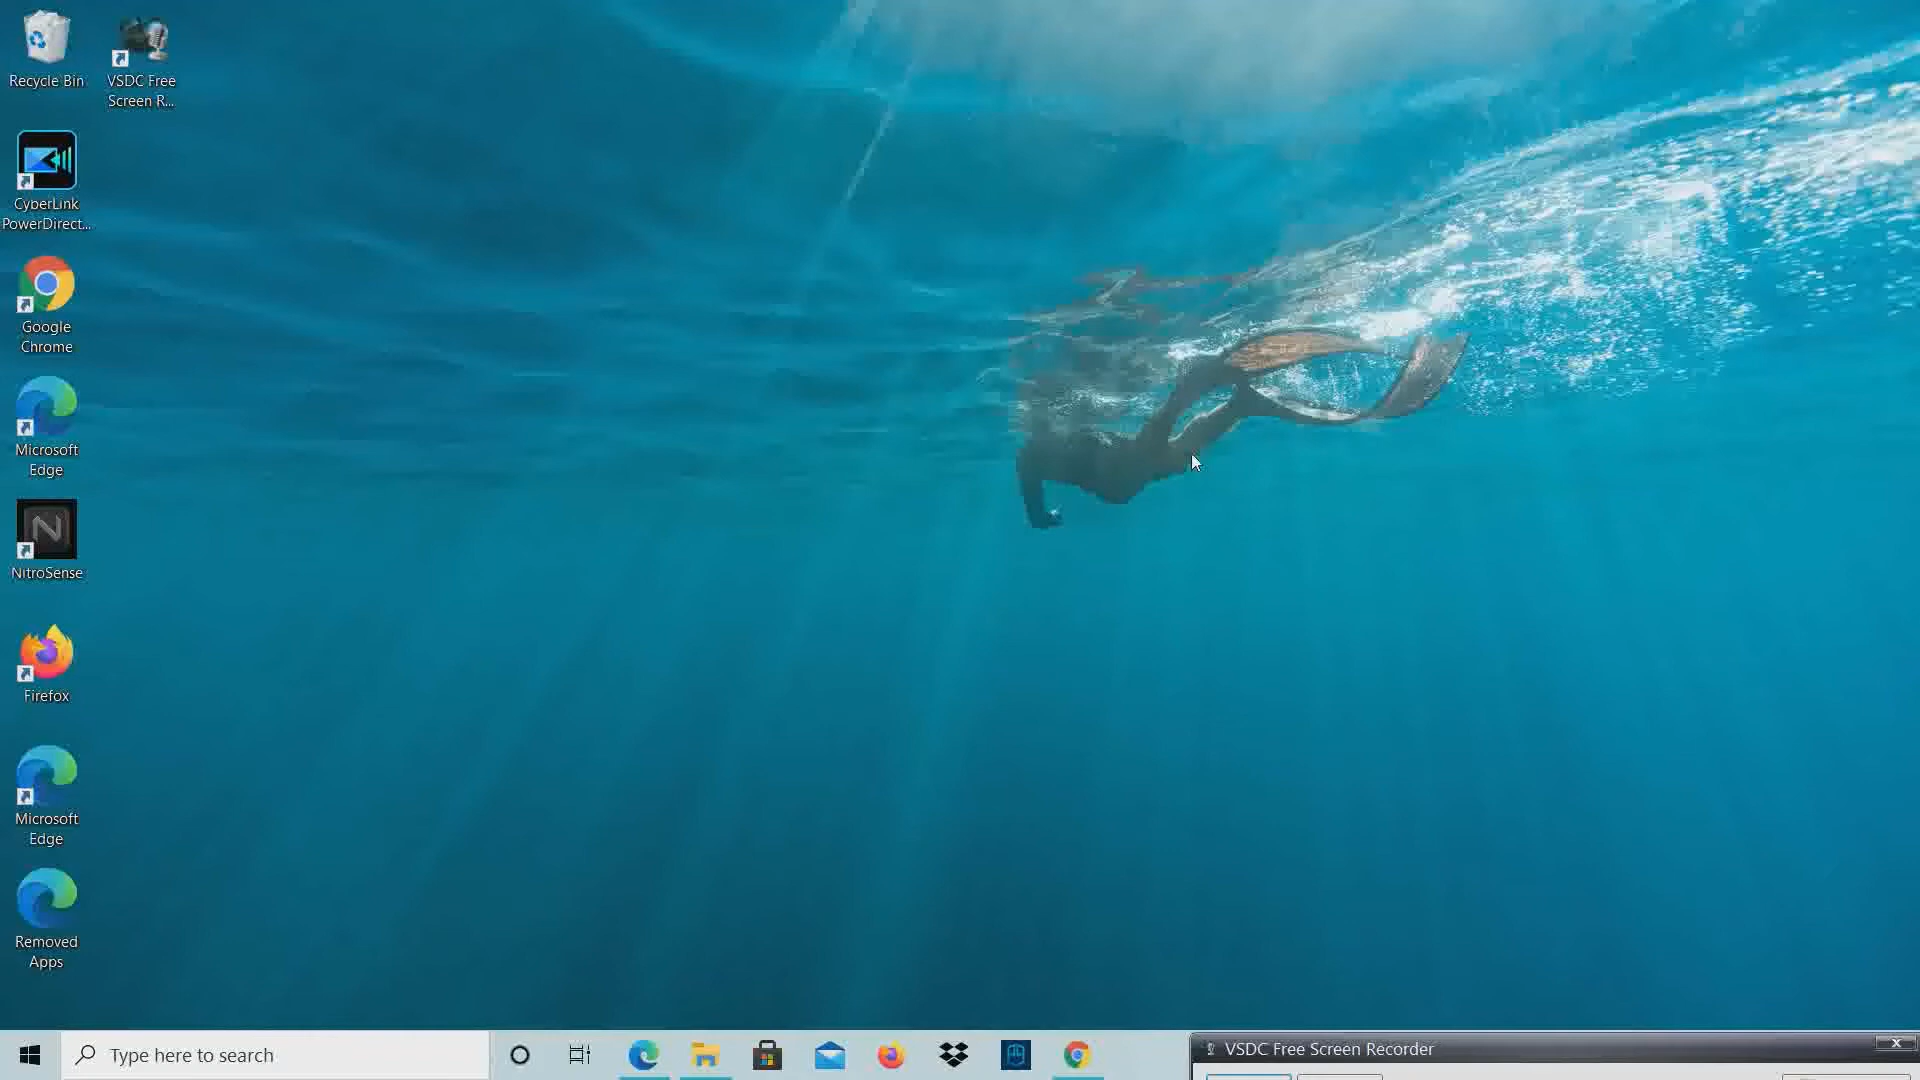 Recycle Bin
VSDC Free
Screen R...
CyberLink
PowerDirect...
Google
Chrome
Microsoft
Edge
NitroSense
Firefox
Microsoft
Edge
Removed
Apps
Type here to search
VSDC Free Screen Recorder